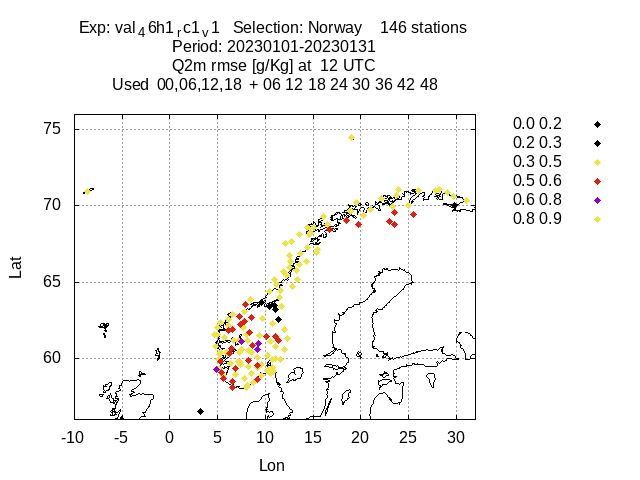 Exp: val4 6h1rc1v1 Selection: Norway 146 stations
Period: 20230101-20230131
Q2m rmse [g/Kg] at 12 UTC
Used 00,06,12,18 + 06 12 18 24 30 36 42 48
0.0 0.2
0.2 0.3
0.3 0.5
0.5 0.6
0.6 0.8
0.8 0.9
75
70
65
60
Lat
-10 -5 0 5 10 15 20 25 30
Lon